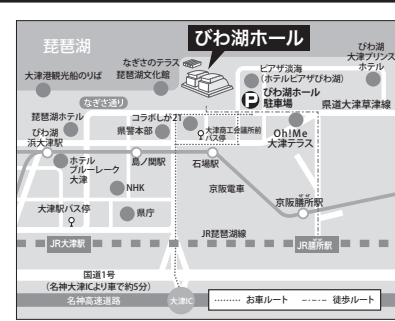 琵琶湖
びわ湖ホール
なぎさのテラス
琵琶湖文化館
大津港観光船のりば
びわ湖
大津プリンス
ホテル
ピアザ淡海
(ホテルピアザびわ湖)
P びわ湖ホール
駐車場
県道大津草津線
なぎさ通り
琵琶湖ホテル
コラボしが21
びわ湖
浜大津駅
県警本部
大津商工会議所前
バス停
Oh!Me
大津テラス
ホテル
ブルーレーク
大津
島ノ関駅
石場駅
NHK
京阪電車
ぜぜ
京阪膳所駅
大津駅バス停
県庁
JR琵琶湖線
JR大津駅
JR膳所駅
国道1号
(名神大津ICより車で約5分)
名神高速道路
大津IC
お車ルート
徒歩ルート